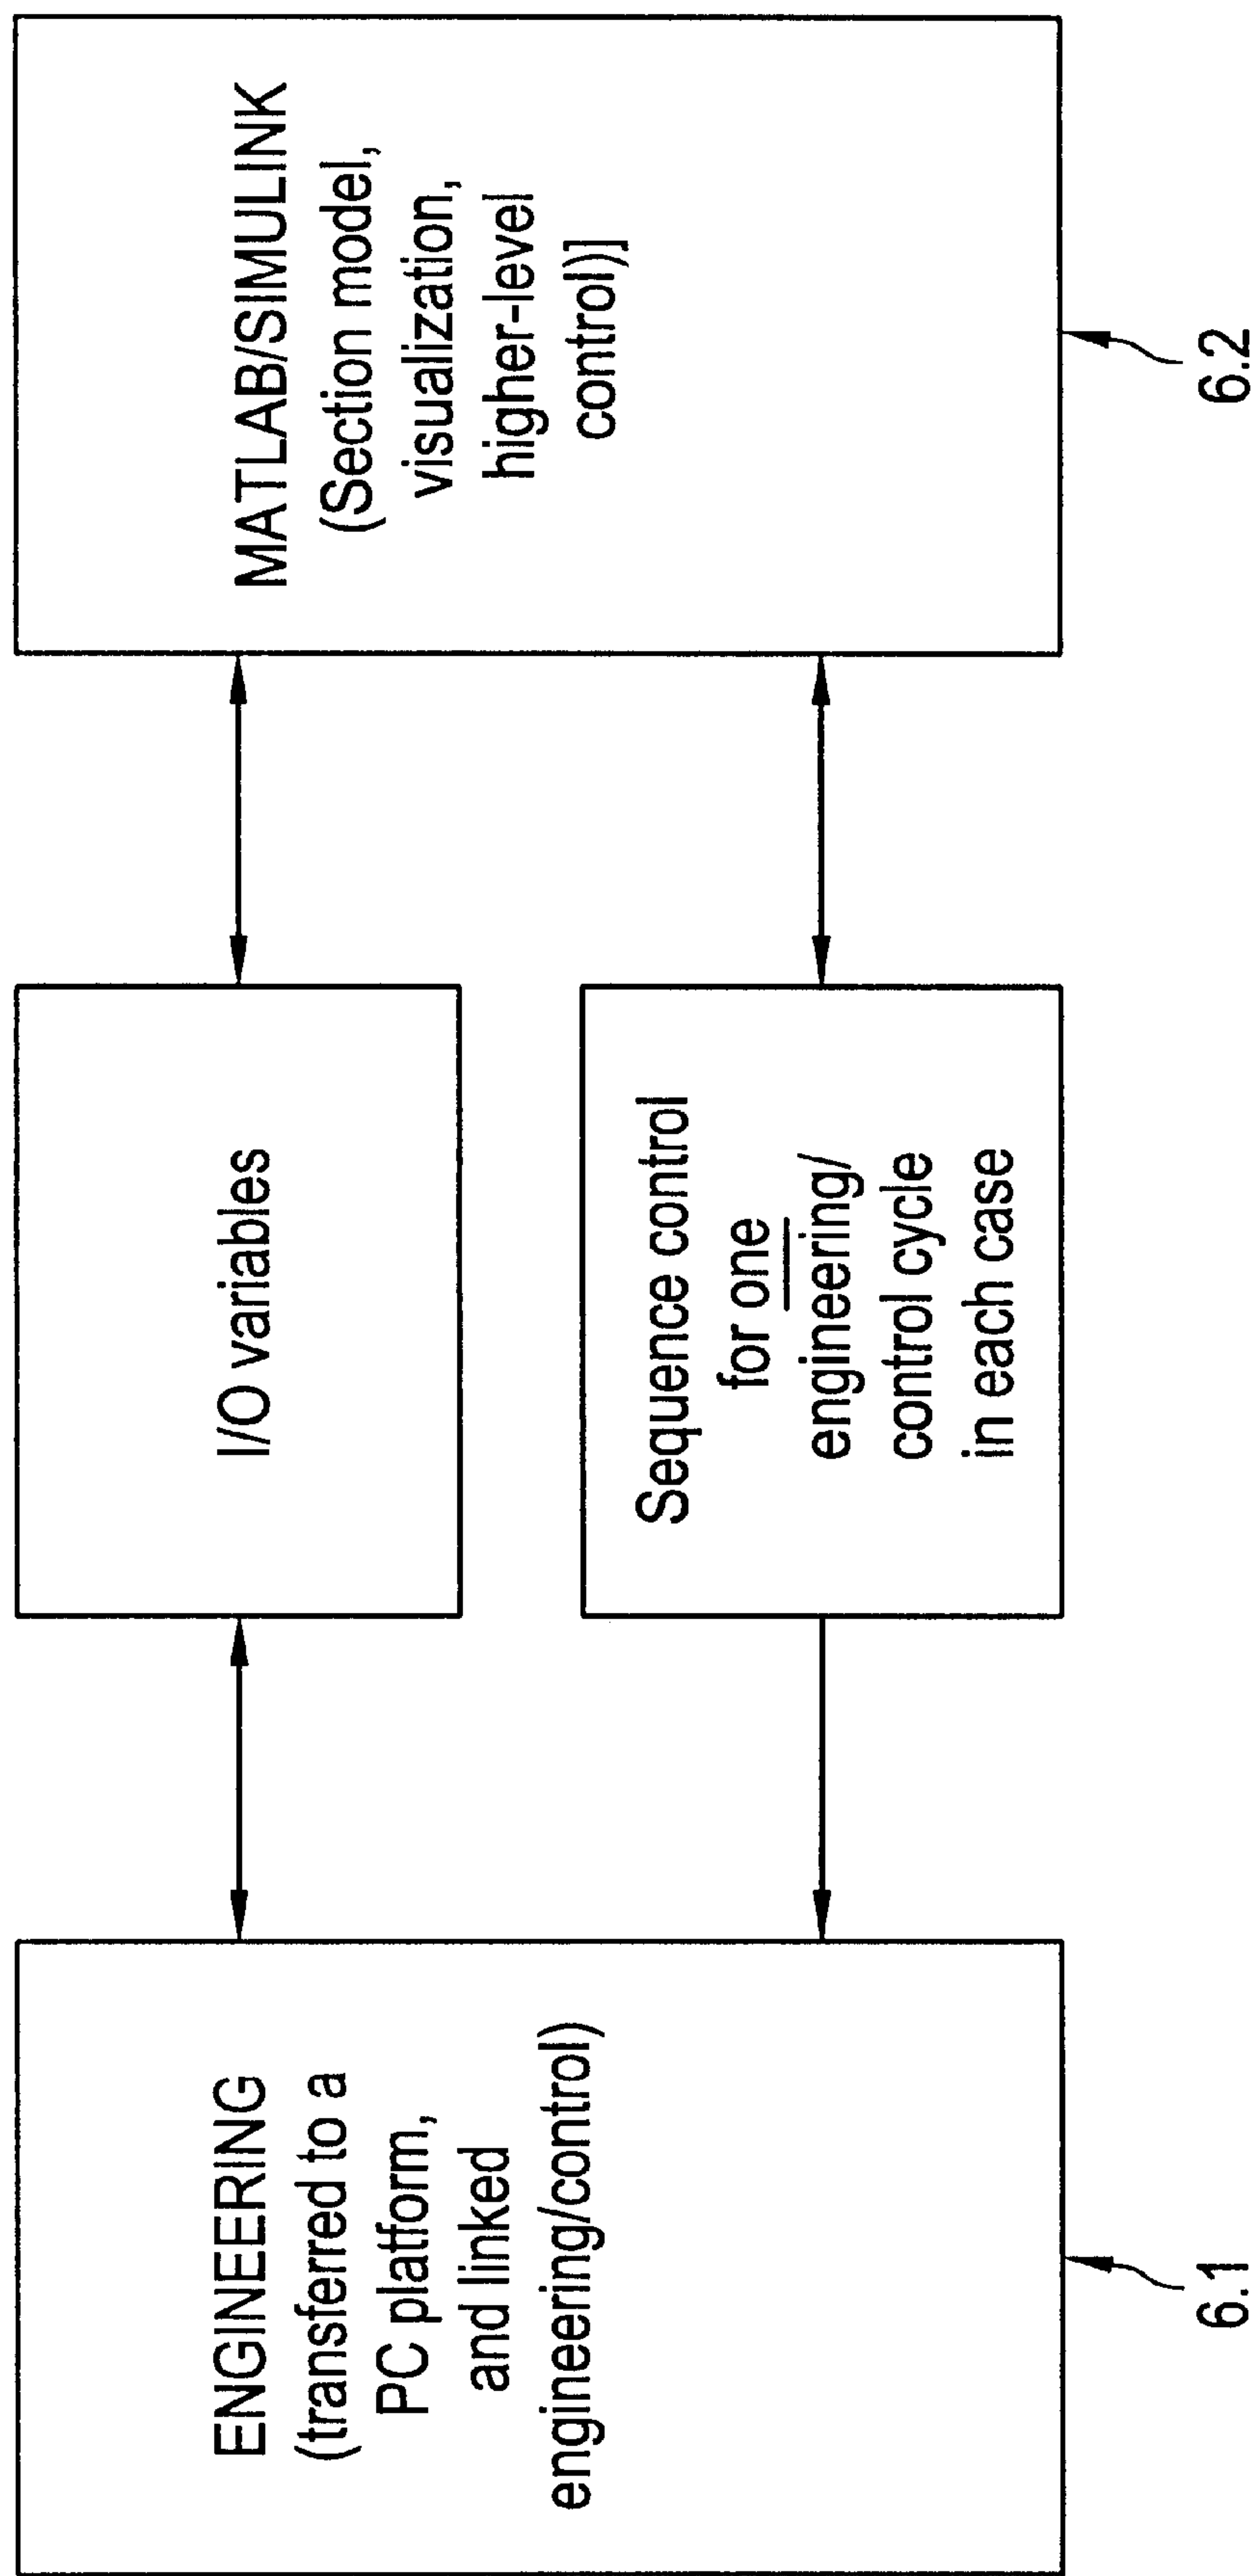 ENGINEERING
(transferred to a
PC platform,
and linked
engineering/control)
6.1
I/O variables
Sequence control
for one
engineering/
control cycle
in each case
MATLAB/SIMULINK
(Section model,
visualization,
higher-level
control)]
6.2